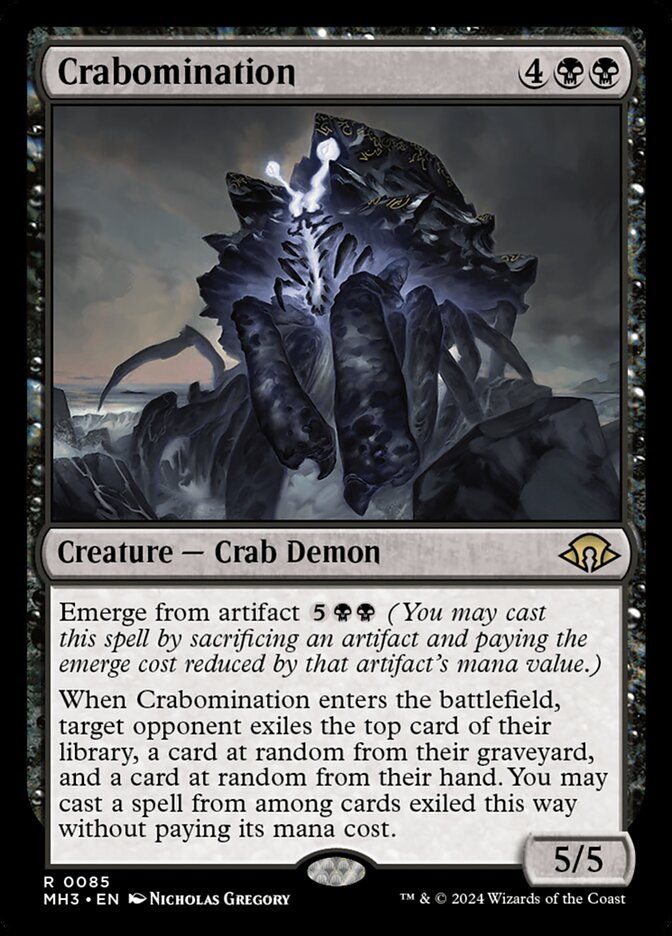 Crabomination 4
Creature — Crab Demon
Emerge from artifact 5 (You may cast
this spell by sacrificing an artifact and paying the
emerge cost reduced by that artifact's mana value.)
When Crabomination enters the battlefield,
target opponent exiles the top card of their
library, a card at random from their graveyard,
and a card at random from their hand. You may
cast a spell from among cards exiled this way
without paying its mana cost.
5/5
R 0085
MH3 • EN Nicholas Gregory
™ & © 2024 Wizards of the Coast